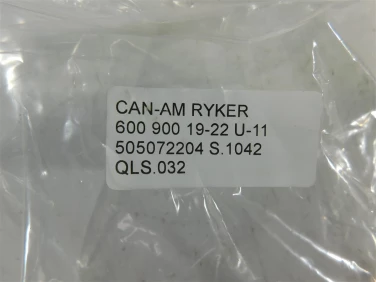 CAN-AM RYKER
600 900 19-22 U-11
505072204 S.1042
QLS.032